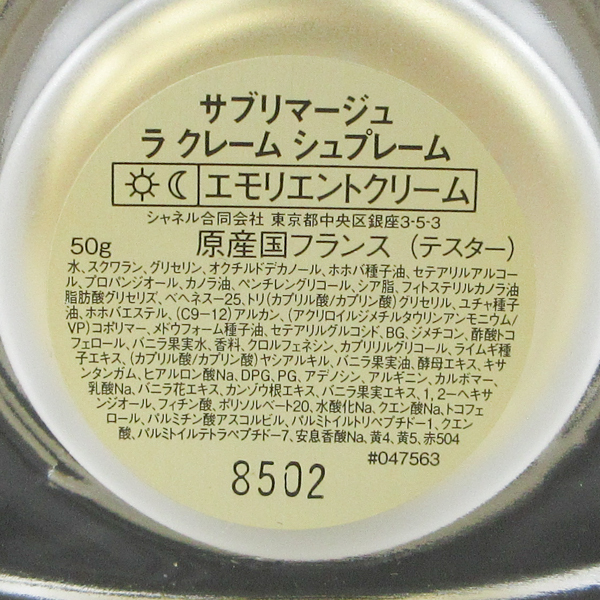 サブリマージュ
ラ クレーム シュプレーム
エモリエントクリーム
シャネル合同会社 東京都中央区銀座3-5-3
50g 原産国フランス (テスター)
水、スクワラン、グリセリン、オクチルドデカノール、ホホバ種子油、セテアリルアルコー
ル、プロパンジオール、カノラ油、ペンチレングリコール、シア脂、フィトステリルカノラ油
脂肪酸グリセリズ、ベヘネスー25、トリ(カプリル酸/カプリン酸)グリセリル、ユチャ種子
油、ホホバエステル、(C9-12)アルカン、(アクリロイルジメチルタウリンアンモニウム/
VP)コポリマー、メドウフォーム種子油、セテアリルグルコシド、BG、ジメチコン、酢酸トコ
フェロール、バニラ果実水、香料、クロルフェネシン、カプリリルグリコール、ライムギ種
子エキス、(カプリル酸/カプリン酸)ヤシアルキル、バニラ果実油、酵母エキス、キサ
ンタンガム、ヒアルロン酸Na、DPG、PG、アデノシン、アルギニン、カルボマー、
乳酸Na、バニラ花エキス、カンゾウ根エキス、バニラ果実エキス、1,2ーヘキサ
ンジオール、フィチン酸、ポリソルベート20、水酸化Na、クエン酸Na、トコフェ
ロール、パルミチン酸アスコルビル、パルミトイルトリペプチドー1、クエン
酸、パルミトイルテトラペプチドー7、安息香酸Na、黄4、黄5、赤504
#047563
8502